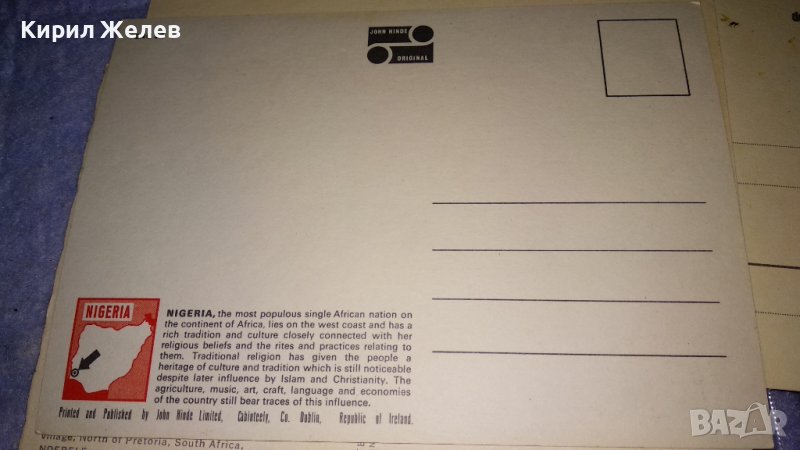 Кирил Желев
JOHN HINDE
ORIGINAL
NIGERIA
NIGERIA, the most populous single African nation on
the continent of Africa, lies on the west coast and has a
rich tradition and culture closely connected with her
religious beliefs and the rites and practices relating to
them. Traditional religion has given the people a
heritage of culture and tradition which is still noticeable
despite later influence by Islam and Christianity. The
agriculture, music, art, craft, language and economies
of the country still bear traces of this influence.
Printed and Published by John Hinde Limited, Cabinteely, Co. Dublin, Republic of Ireland.
Village, North of Pretoria, South Africa.
BAZAR